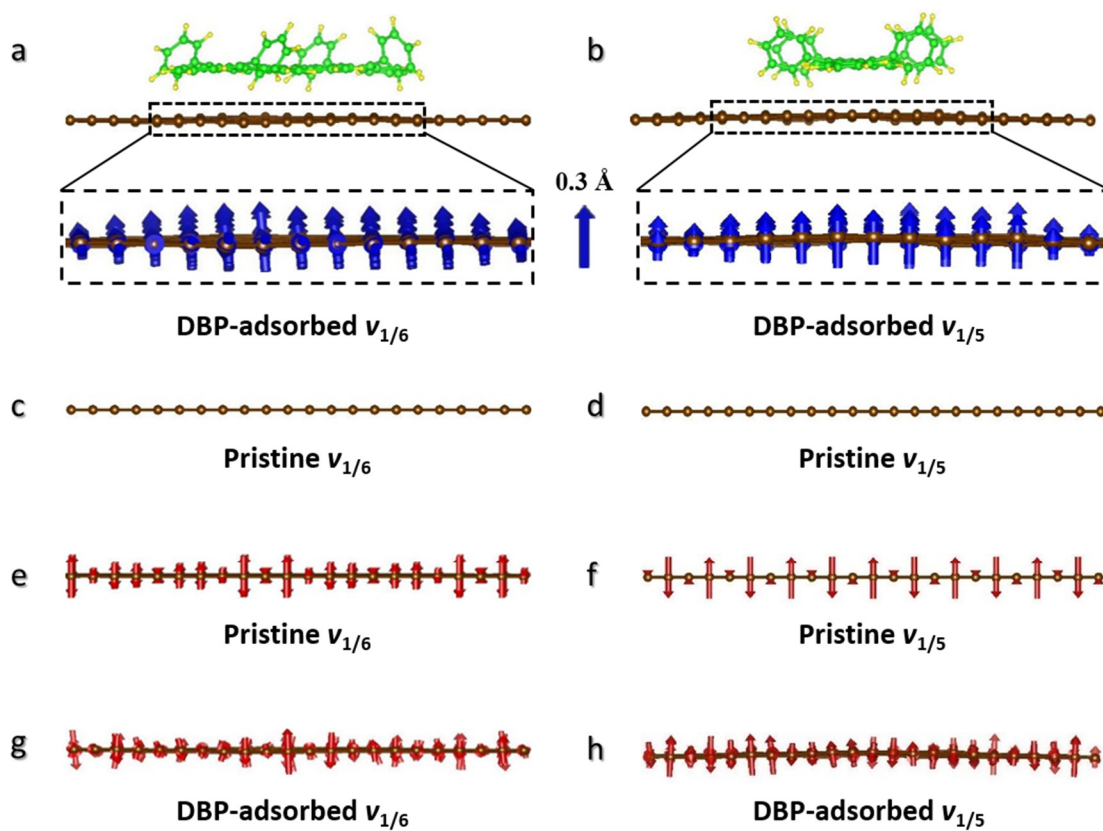 a
b
0.3 Å
DBP-adsorbed v1/6
DBP-adsorbed v1/5
c
d
Pristine v1/6
Pristine v1/5
e
f
Pristine v1/6
Pristine v1/5
g
h
DBP-adsorbed v1/6
DBP-adsorbed v1/5